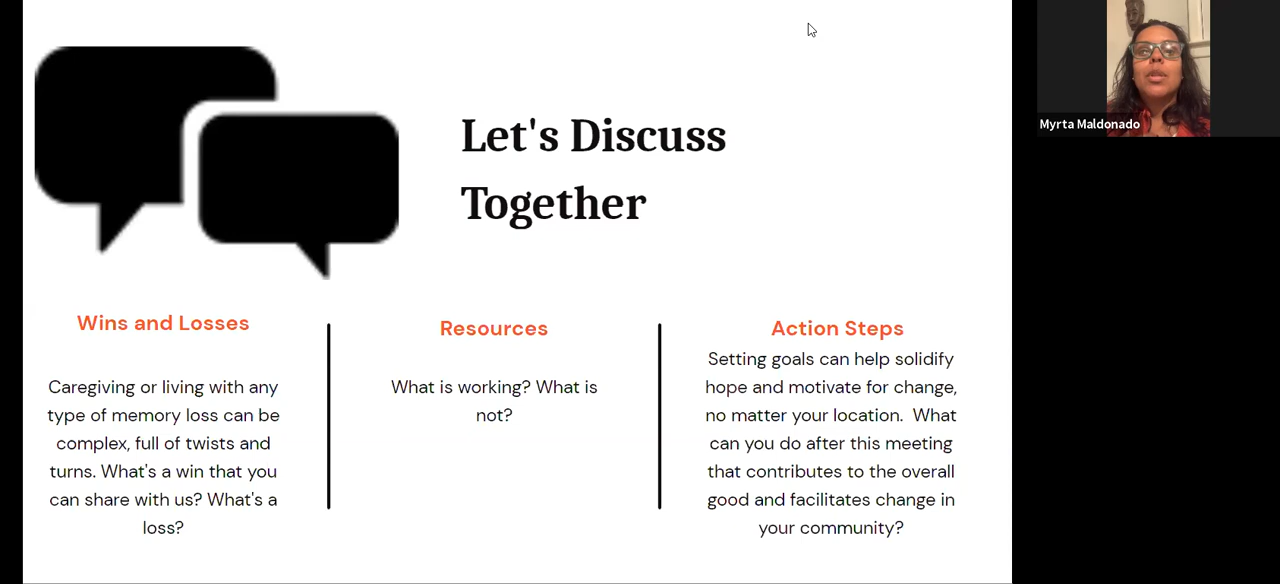 Let's Discuss
Together
Myrta Maldonado
Wins and Losses
Caregiving or living with any
type of memory loss can be
complex, full of twists and
turns. What's a win that you
can share with us? What's a
loss?
Resources
What is working? What is
not?
Action Steps
Setting goals can help solidify
hope and motivate for change,
no matter your location.  What
can you do after this meeting
that contributes to the overall
good and facilitates change in
your community?